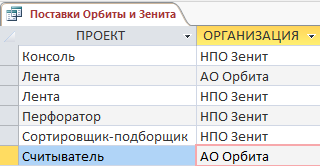 Поставки Орбиты и Зенита
ПРОЕКТ ОРГАНИЗАЦИЯ
Консоль НПО Зенит
Лента АО Орбита
Лента НПО Зенит
Перфоратор НПО Зенит
Сортировщик-подборщик НПО Зенит
Считыватель АО Орбита